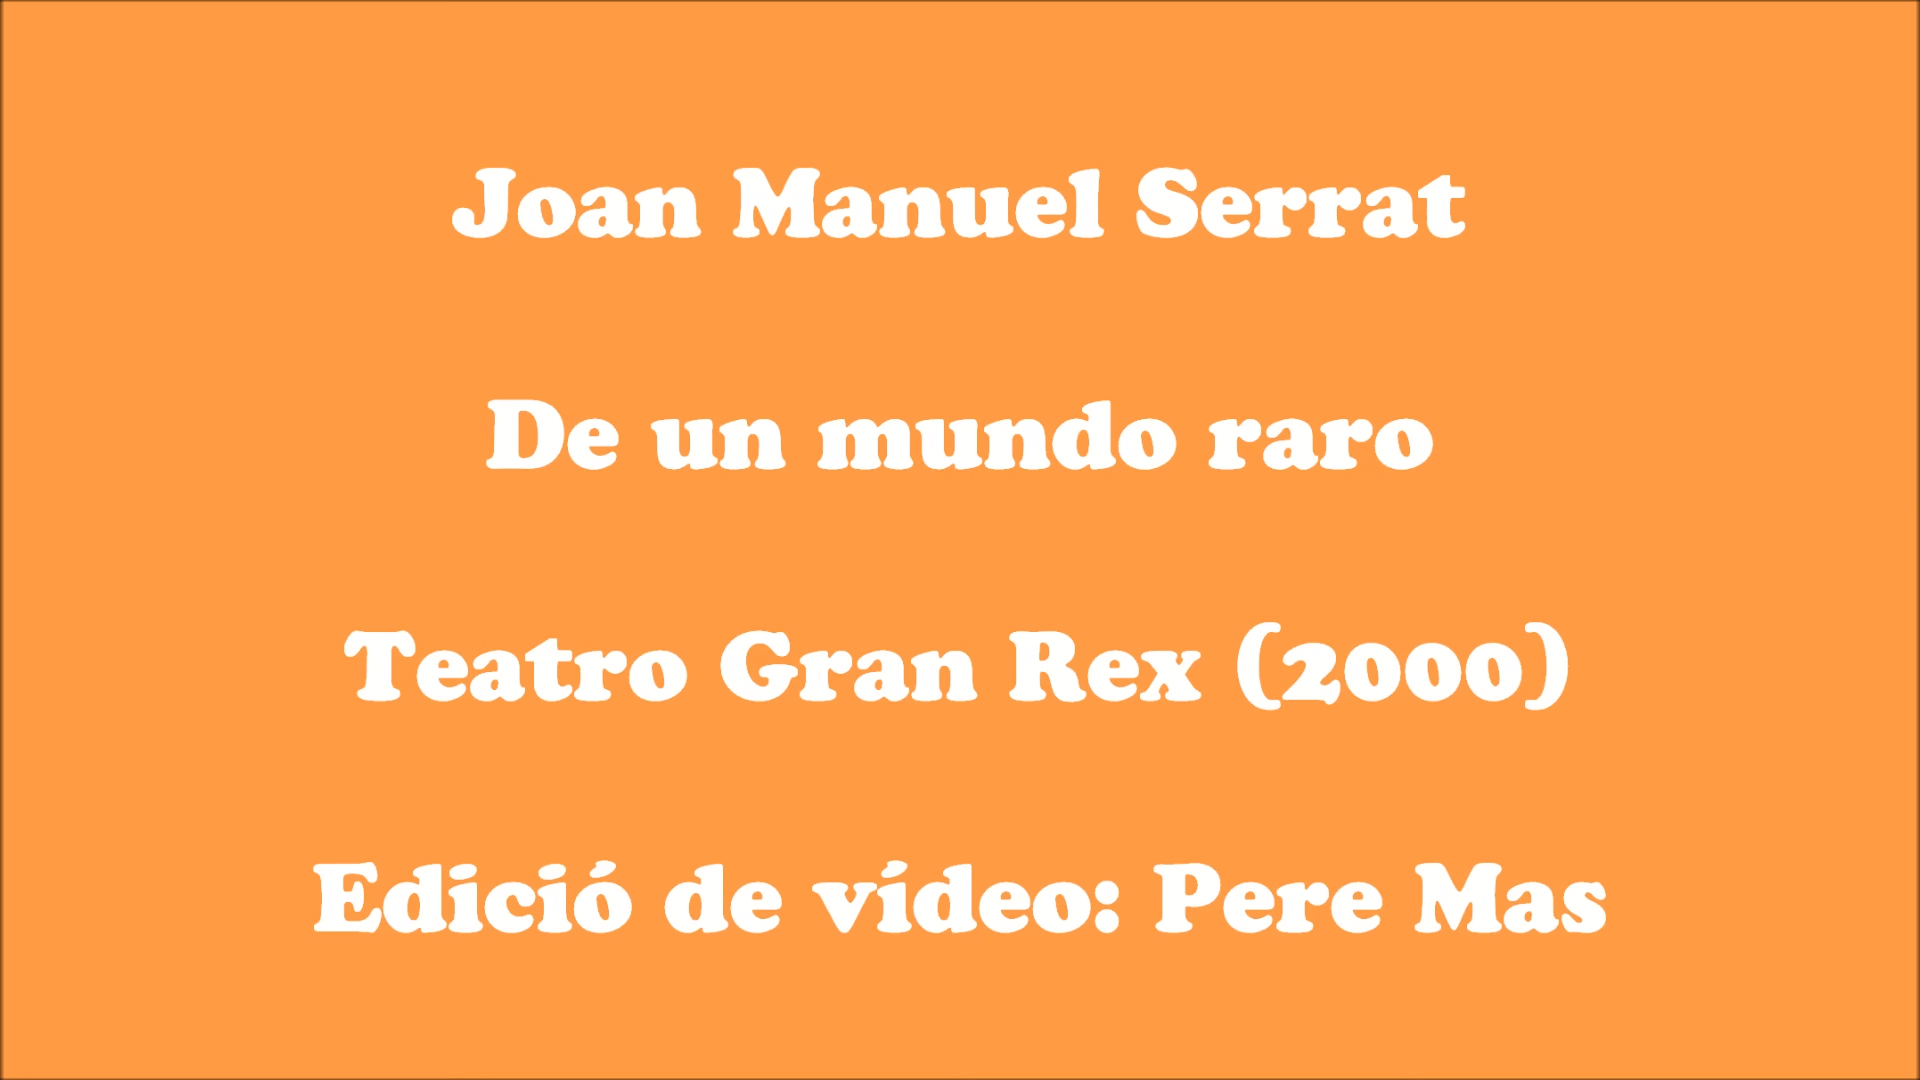 Joan Manuel Serrat
De un mundo raro
Teatro Gran Rex (2000)
Edició de vídeo: Pere Mas